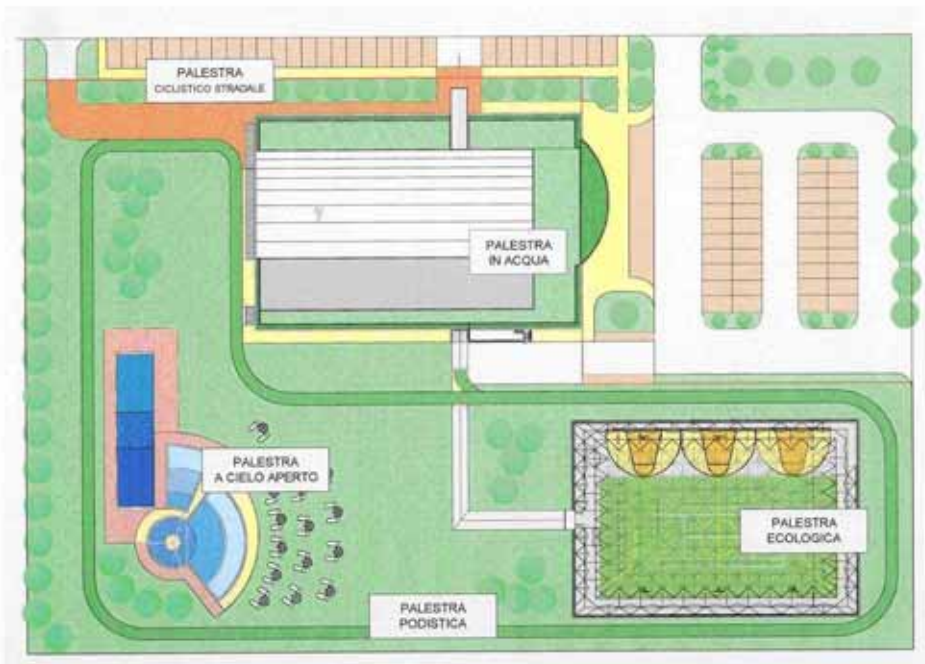 PALESTRA
CICLISTICO STRADALE
PALESTRA
IN ACQUA
PALESTRA
A CIELO APERTO
PALESTRA
ECOLOGICA
PALESTRA
PODISTICA